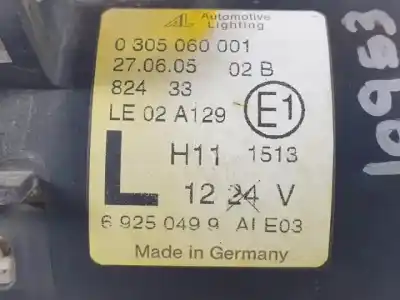 AL Automotive
Lighting
0 305 060 001
27.06.05 02 B
824 33
LE 02 A129 E1
H11 1513
L 12 24 V
6 925 049 9 AI E03
Made in Germany
10953